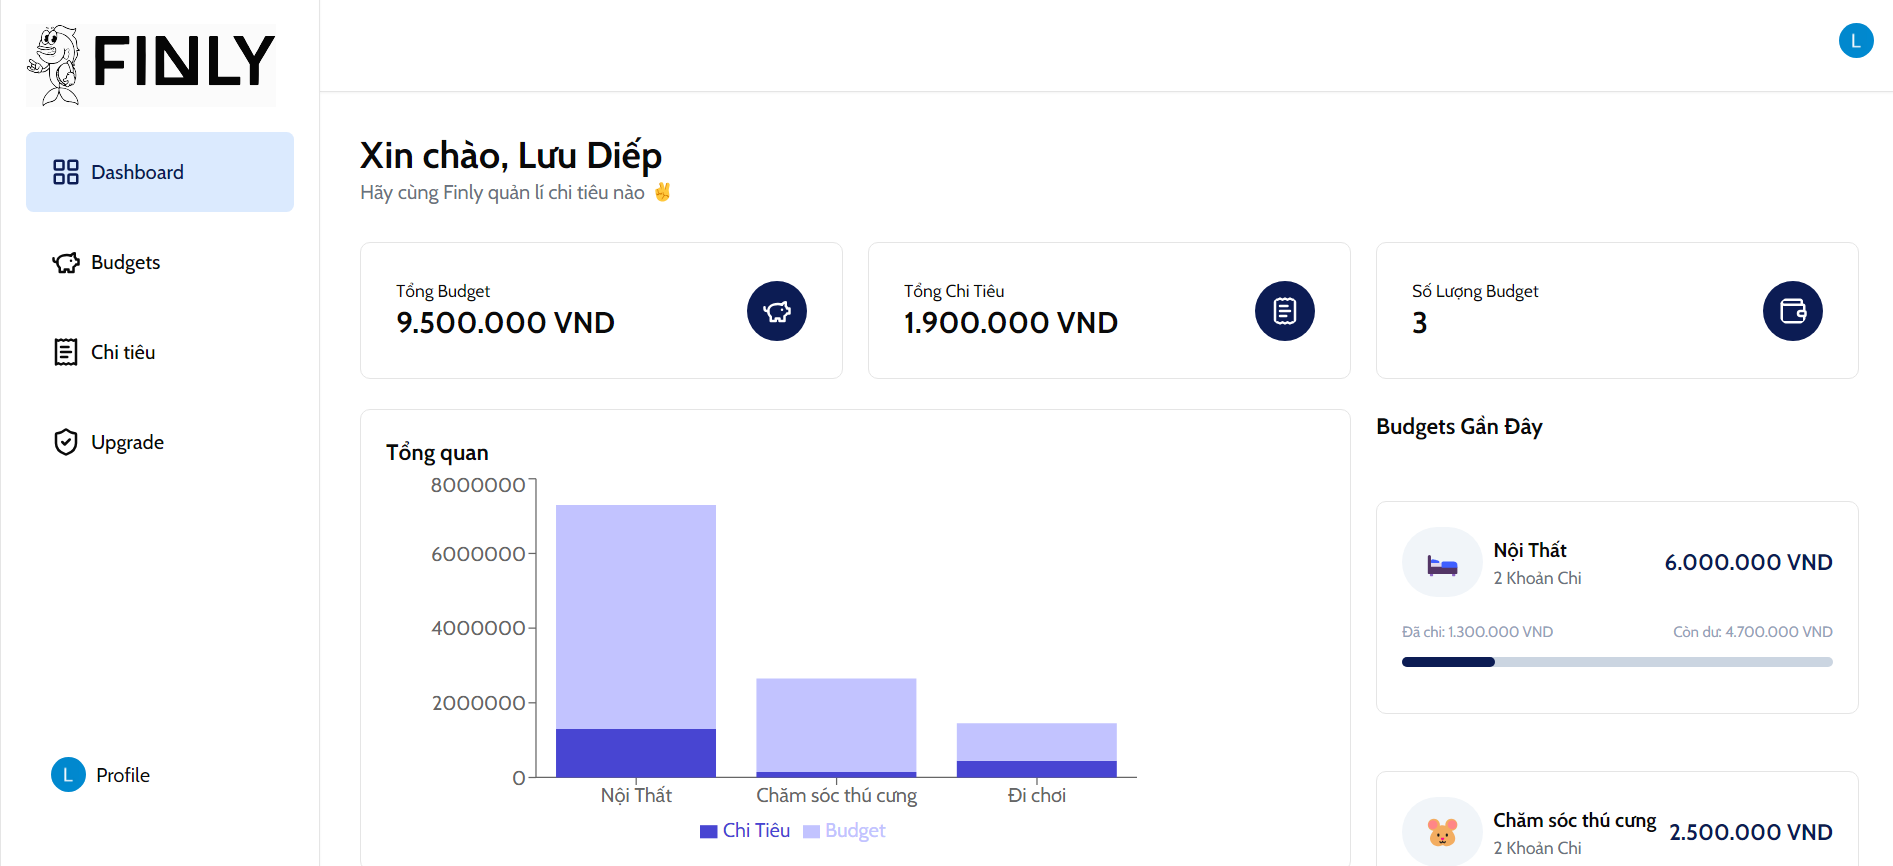 FINLY
L
Dashboard
Budgets
Chi tiêu
Upgrade
L Profile
Xin chào, Lưu Diếp
Hãy cùng Finly quản lí chi tiêu nào ✌️
Tổng Budget
9.500.000 VND
Tổng Chi Tiêu
1.900.000 VND
Số Lượng Budget
3
Tổng quan
8000000
6000000
4000000
2000000
0
Nội Thất Chăm sóc thú cưng Đi chơi
Chi Tiêu Budget
Budgets Gần Đây
Nội Thất
2 Khoản Chi
6.000.000 VND
Đã chi: 1.300.000 VND Còn dư: 4.700.000 VND
Chăm sóc thú cưng
2 Khoản Chi
2.500.000 VND